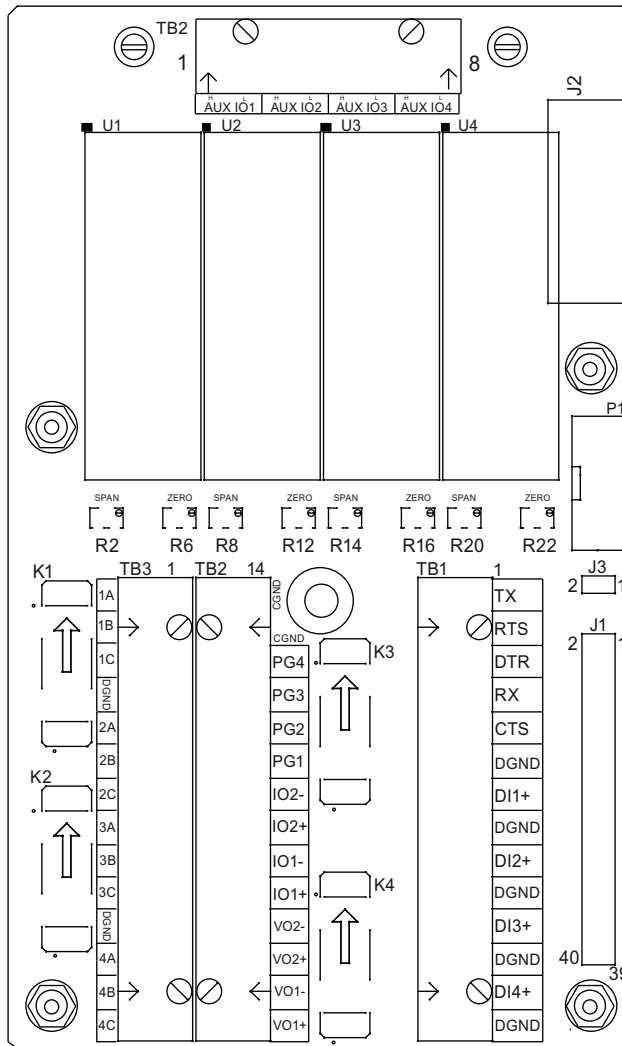 TB2
1
8
J2
H L H L H L H L
AUX IO1 AUX IO2 AUX IO3 AUX IO4
U1 U2 U3 U4
P1
SPAN ZERO SPAN ZERO SPAN ZERO SPAN ZERO
R2 R6 R8 R12 R14 R16 R20 R22
K1
TB3 1 TB2 14
CGND
CGND
TB1 1
J3
2 1
J1
2 1
1A
1B
1C
DGND
2A
2B
2C
3A
3B
3C
DGND
4A
4B
4C
K2
PG4
PG3
PG2
PG1
IO2-
IO2+
IO1-
IO1+
VO2-
VO2+
VO1-
VO1+
K3
K4
TX
RTS
DTR
RX
CTS
DGND
DI1+
DGND
DI2+
DGND
DI3+
DGND
DI4+
DGND
40
39